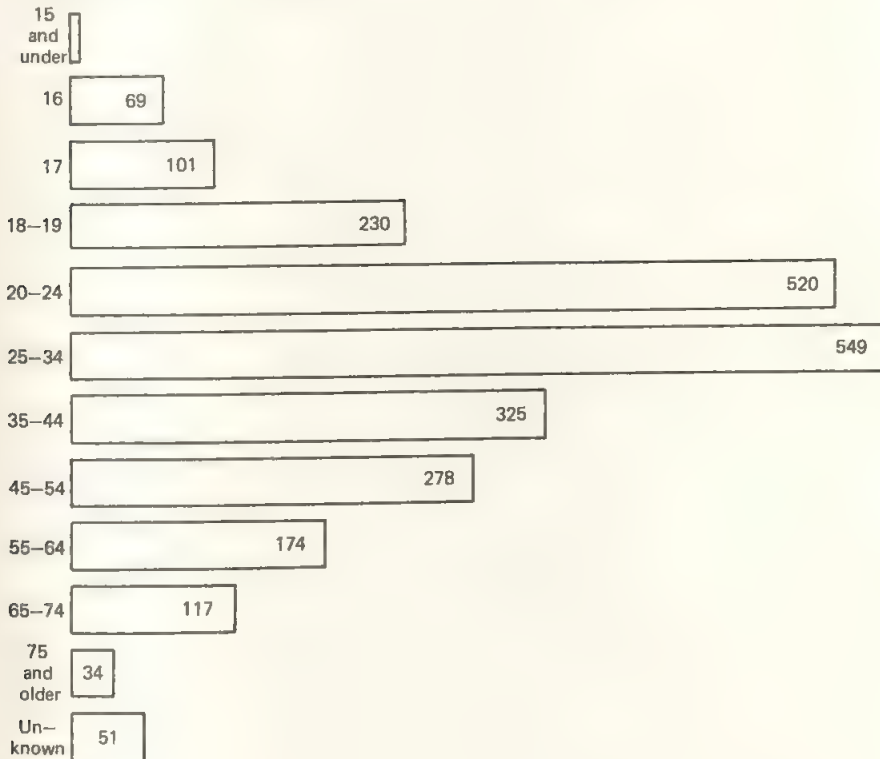 15
and
under
16 69
17 101
18–19 230
20–24 520
25–34 549
35–44 325
45–54 278
55–64 174
65–74 117
75
and
older 34
Un–
known 51